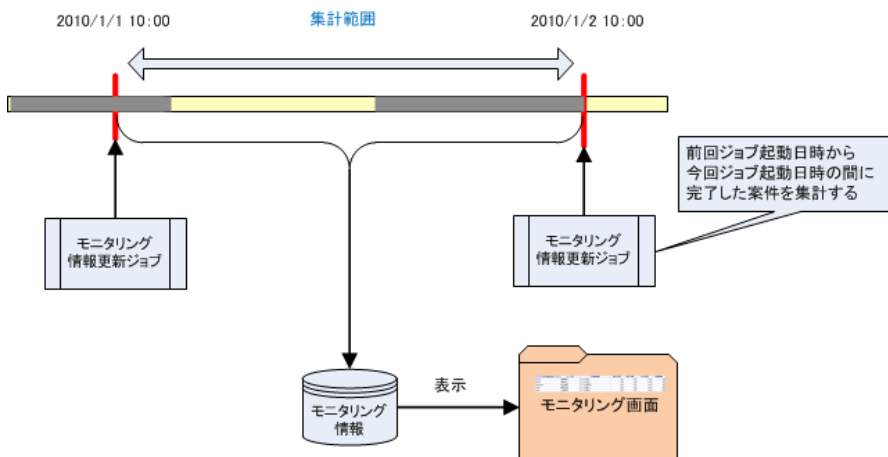 2010/1/1 10:00
集計範囲
2010/1/2 10:00
前回ジョブ起動日時から
今回ジョブ起動日時の間に
完了した案件を集計する
モニタリング
情報更新ジョブ
モニタリング
情報更新ジョブ
表示
モニタリング
情報
モニタリング画面